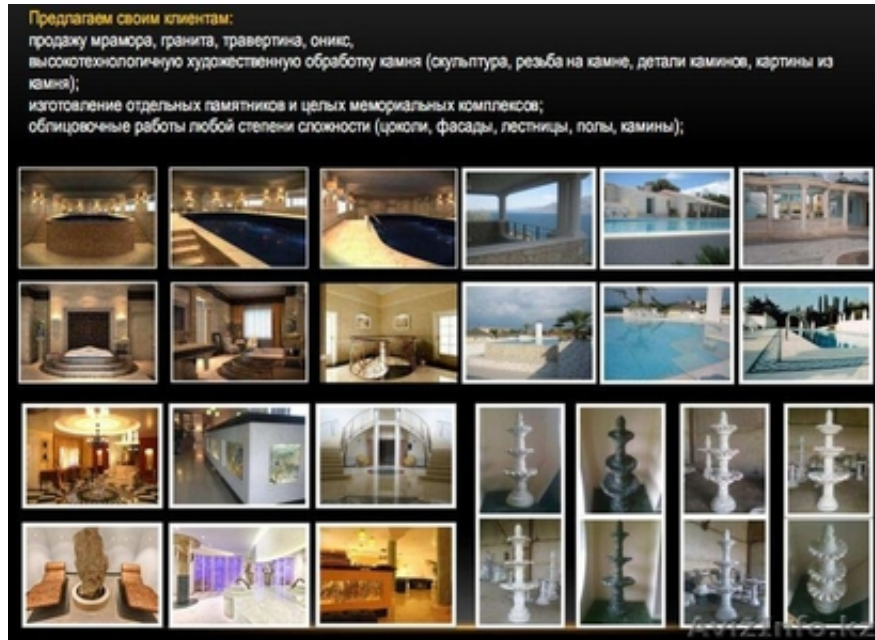 Предлагаем своим клиентам:
продажу мрамора, гранита, травертина, оникс,
высокотехнологичную художественную обработку камня (скульптура, резьба на камне, детали каминов, картины из
камня);
изготовление отдельных памятников и целых мемориальных комплексов;
облицовочные работы любой степени сложности (цоколи, фасады, лестницы, полы, камины);
AvizInfo.kz